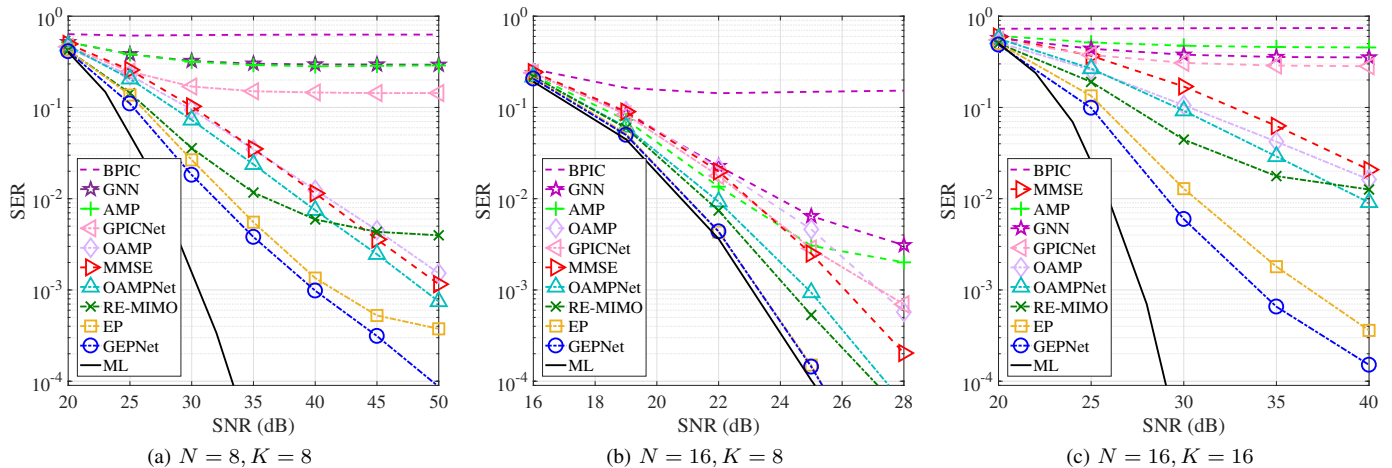 10^0
10^-1
10^-2
10^-3
10^-4
SER
BPIC
GNN
AMP
GPICNet
OAMP
MMSE
OAMPNet
RE-MIMO
EP
GEPNet
ML
20 25 30 35 40 45 50
SNR (dB)
(a) N = 8, K = 8
10^0
10^-1
10^-2
10^-3
10^-4
SER
BPIC
GNN
AMP
OAMP
GPICNet
MMSE
OAMPNet
RE-MIMO
EP
GEPNet
ML
16 18 20 22 24 26 28
SNR (dB)
(b) N = 16, K = 8
10^0
10^-1
10^-2
10^-3
10^-4
SER
BPIC
MMSE
AMP
GNN
GPICNet
OAMP
OAMPNet
RE-MIMO
EP
GEPNet
ML
20 25 30 35 40
SNR (dB)
(c) N = 16, K = 16